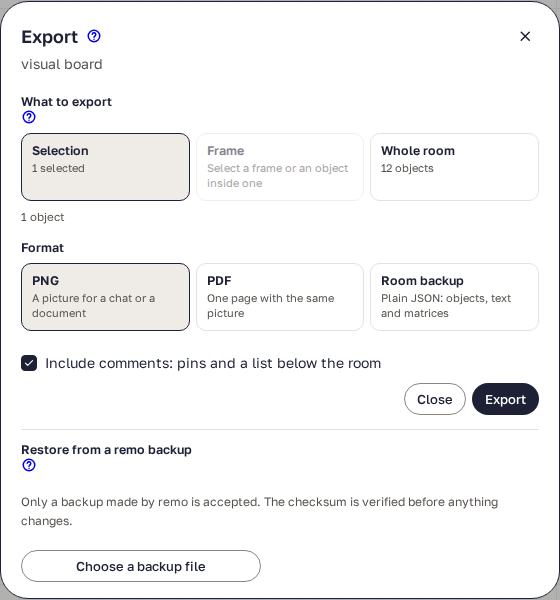 Export
visual board
What to export
Selection
1 selected
Frame
Select a frame or an object
inside one
Whole room
12 objects
1 object
Format
PNG
A picture for a chat or a
document
PDF
One page with the same
picture
Room backup
Plain JSON: objects, text
and matrices
Include comments: pins and a list below the room
Close
Export
Restore from a remo backup
Only a backup made by remo is accepted. The checksum is verified before anything
changes.
Choose a backup file